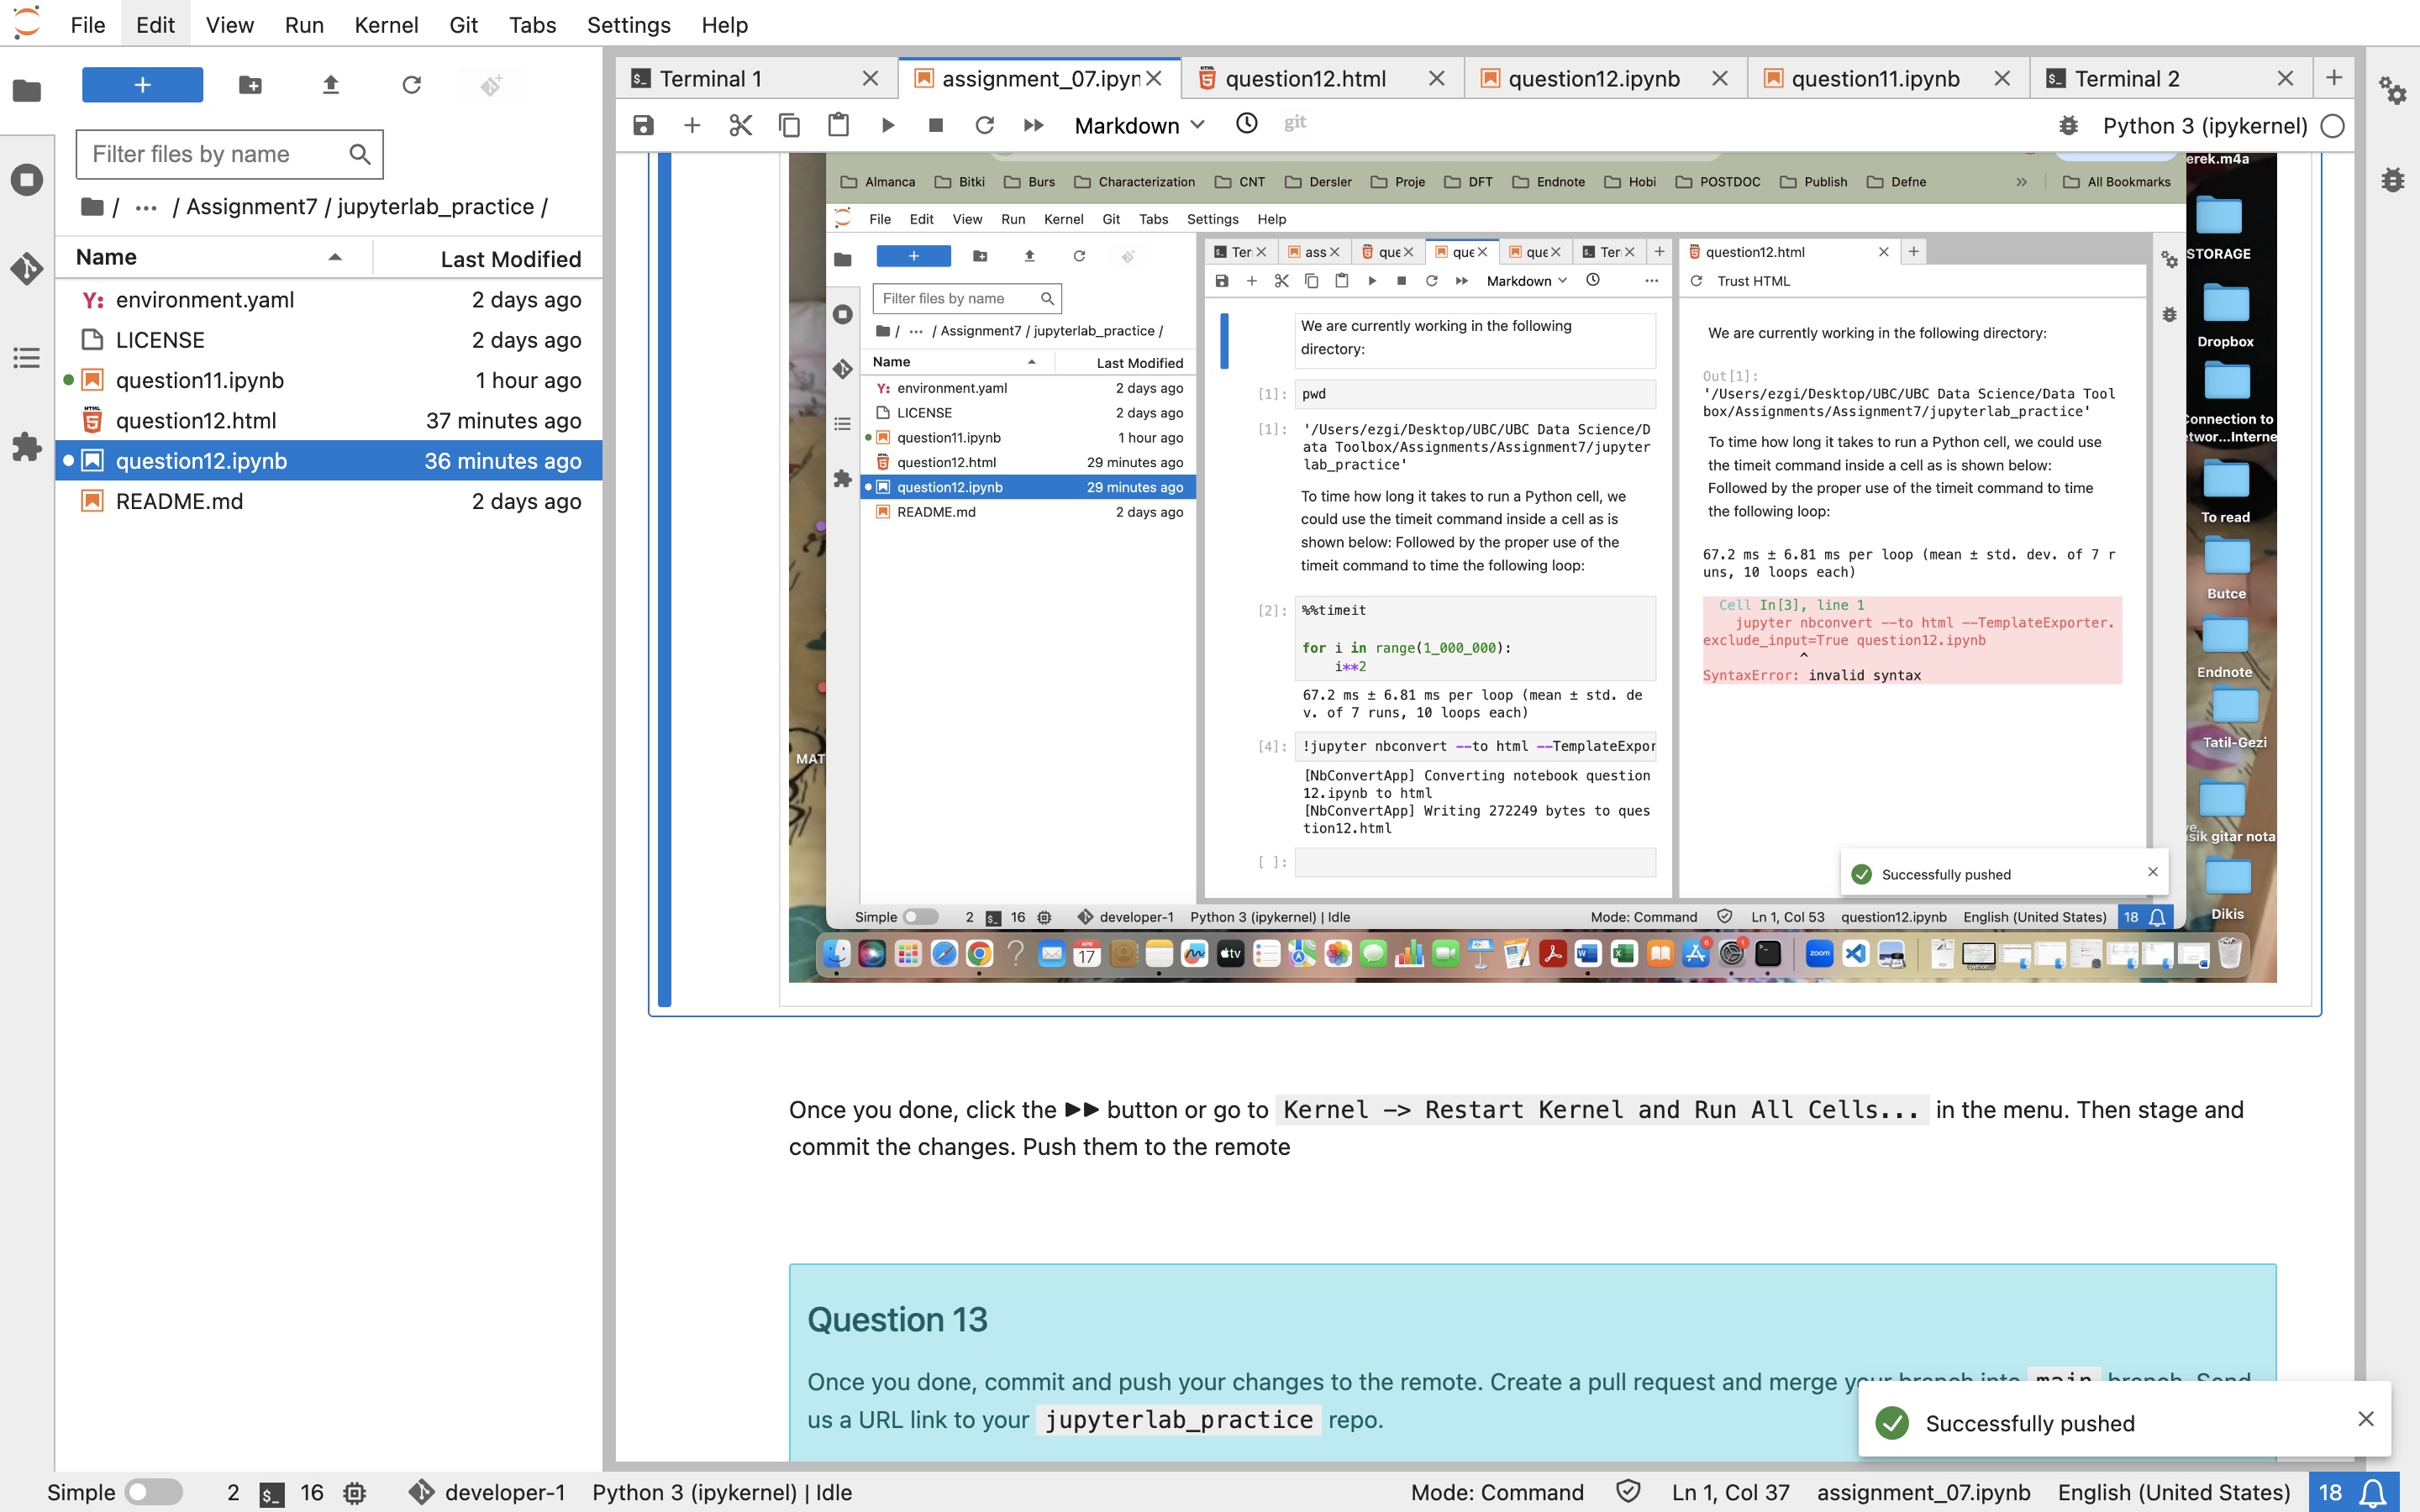 File Edit View Run Kernel Git Tabs Settings Help
+
Filter files by name
/ ··· / Assignment7 / jupyterlab_practice /
Name Last Modified
environment.yaml 2 days ago
LICENSE 2 days ago
question11.ipynb 1 hour ago
question12.html 37 minutes ago
question12.ipynb 36 minutes ago
README.md 2 days ago
Terminal 1 assignment_07.ipyn question12.html question12.ipynb question11.ipynb Terminal 2
Markdown git Python 3 (ipykernel)
erek.m4a
Almanca Bitki Burs Characterization CNT Dersler Proje DFT Endnote Hobi POSTDOC Publish Defne » All Bookmarks
File Edit View Run Kernel Git Tabs Settings Help
+
Filter files by name
/ ··· / Assignment7 / jupyterlab_practice /
Name Last Modified
environment.yaml 2 days ago
LICENSE 2 days ago
question11.ipynb 1 hour ago
question12.html 29 minutes ago
question12.ipynb 29 minutes ago
README.md 2 days ago
Ter ass que que que Ter
Markdown ···
We are currently working in the following
directory:
[1]: pwd
[1]: '/Users/ezgi/Desktop/UBC/UBC Data Science/D
ata Toolbox/Assignments/Assignment7/jupyter
lab_practice'
To time how long it takes to run a Python cell, we
could use the timeit command inside a cell as is
shown below: Followed by the proper use of the
timeit command to time the following loop:
[2]: %%timeit
for i in range(1_000_000):
i**2
67.2 ms ± 6.81 ms per loop (mean ± std. de
v. of 7 runs, 10 loops each)
[4]: !jupyter nbconvert --to html --TemplateExpor
[NbConvertApp] Converting notebook question
12.ipynb to html
[NbConvertApp] Writing 272249 bytes to ques
tion12.html
[ ]:
question12.html
Trust HTML
We are currently working in the following directory:
Out[1]:
'/Users/ezgi/Desktop/UBC/UBC Data Science/Data Tool
box/Assignments/Assignment7/jupyterlab_practice'
To time how long it takes to run a Python cell, we could use
the timeit command inside a cell as is shown below:
Followed by the proper use of the timeit command to time
the following loop:
67.2 ms ± 6.81 ms per loop (mean ± std. dev. of 7 r
uns, 10 loops each)
Cell In[3], line 1
jupyter nbconvert --to html --TemplateExporter.
exclude_input=True question12.ipynb
^
SyntaxError: invalid syntax
Successfully pushed
Simple 2 16 developer-1 Python 3 (ipykernel) | Idle Mode: Command Ln 1, Col 53 question12.ipynb English (United States) 18
MAT
STORAGE
Dropbox
Connection to
etwor...Interne
To read
Butce
Endnote
Tatil-Gezi
sik gitar nota
Dikis
APR
17
tv
zoom
Once you done, click the ►► button or go to Kernel -> Restart Kernel and Run All Cells... in the menu. Then stage and
commit the changes. Push them to the remote
Question 13
Once you done, commit and push your changes to the remote. Create a pull request and merge your branch into main branch. Send
us a URL link to your jupyterlab_practice repo.
Successfully pushed
Simple 2 16 developer-1 Python 3 (ipykernel) | Idle Mode: Command Ln 1, Col 37 assignment_07.ipynb English (United States) 18